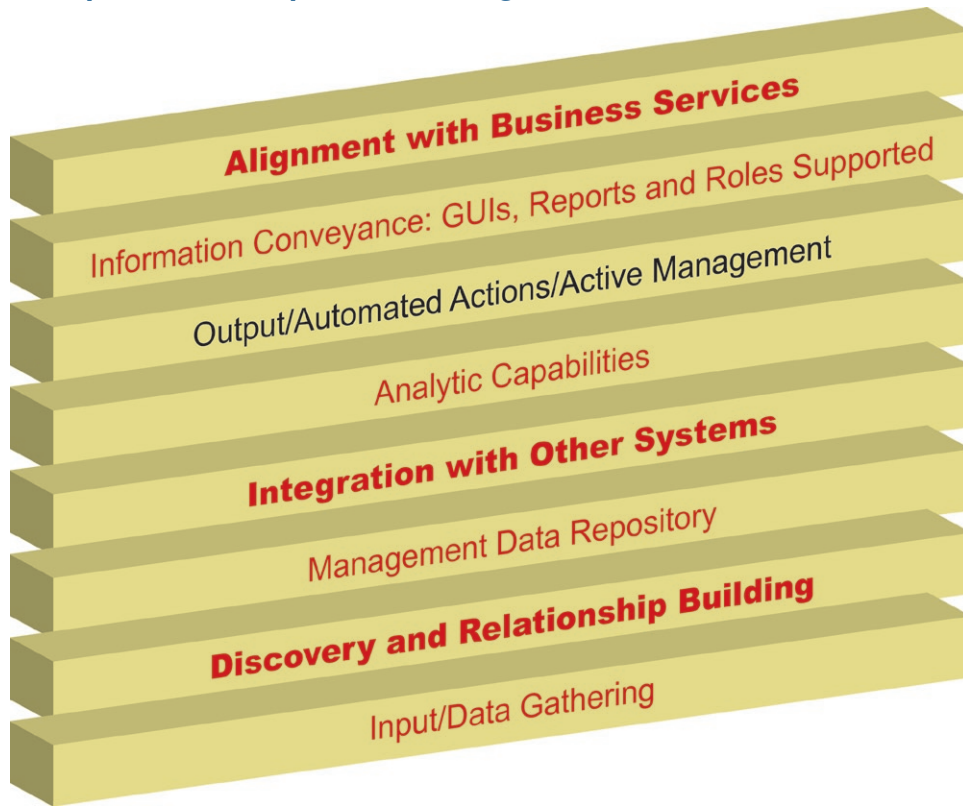 Alignment with Business Services
Information Conveyance: GUIs, Reports and Roles Supported
Output/Automated Actions/Active Management
Analytic Capabilities
Integration with Other Systems
Management Data Repository
Discovery and Relationship Building
Input/Data Gathering